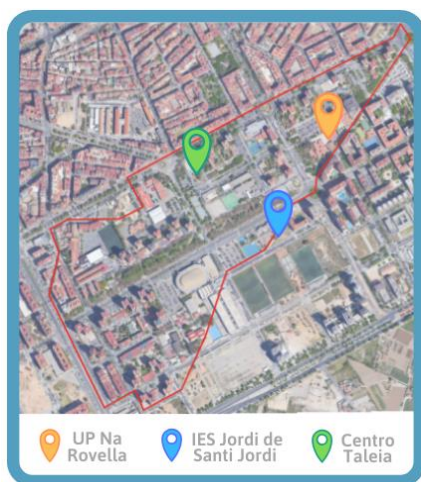 UP Na
Rovella
IES Jordi de
Santi Jordi
Centro
Taleia